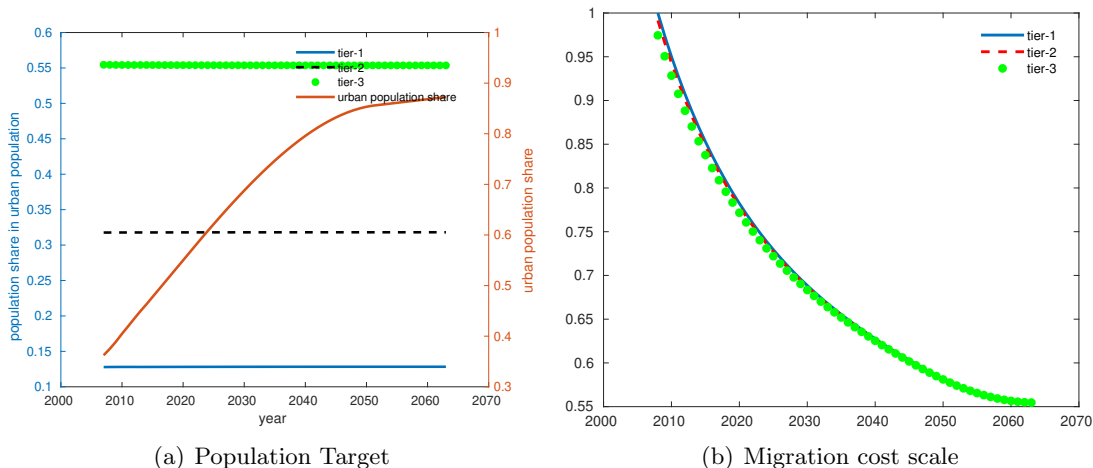 0.6
0.55
0.5
0.45
0.4
0.35
0.3
0.25
0.2
0.15
0.1
population share in urban population
tier-1
tier-2
tier-3
urban population share
1
0.9
0.8
0.7
0.6
0.5
0.4
0.3
urban population share
2000 2010 2020 2030 2040 2050 2060 2070
year
(a) Population Target
1
0.95
0.9
0.85
0.8
0.75
0.7
0.65
0.6
0.55
tier-1
tier-2
tier-3
2000 2010 2020 2030 2040 2050 2060 2070
(b) Migration cost scale